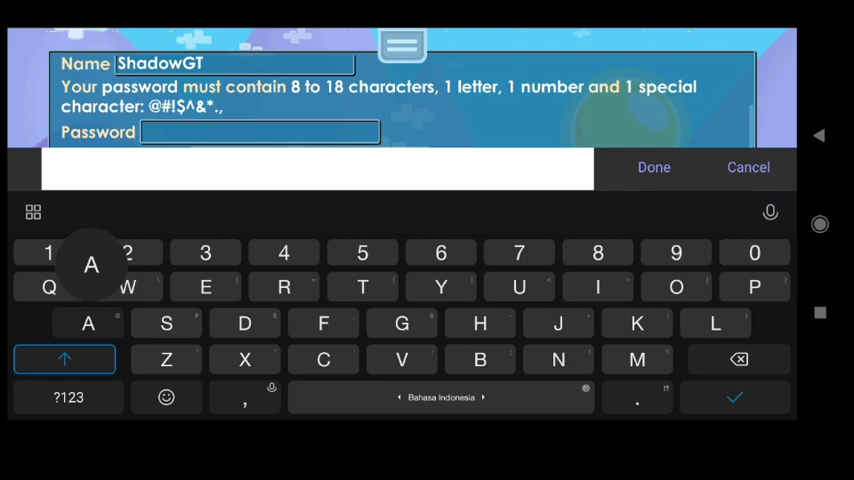 Name ShadowGT
Your password must contain 8 to 18 characters, 1 letter, 1 number and 1 special
character: @#!$^&*.,
Password
Done Cancel
1 2 3 4 5 6 7 8 9 0
A
Q W E R T Y U I O P
A S D F G H J K L
Z X C V B N M
?123 , Bahasa Indonesia .